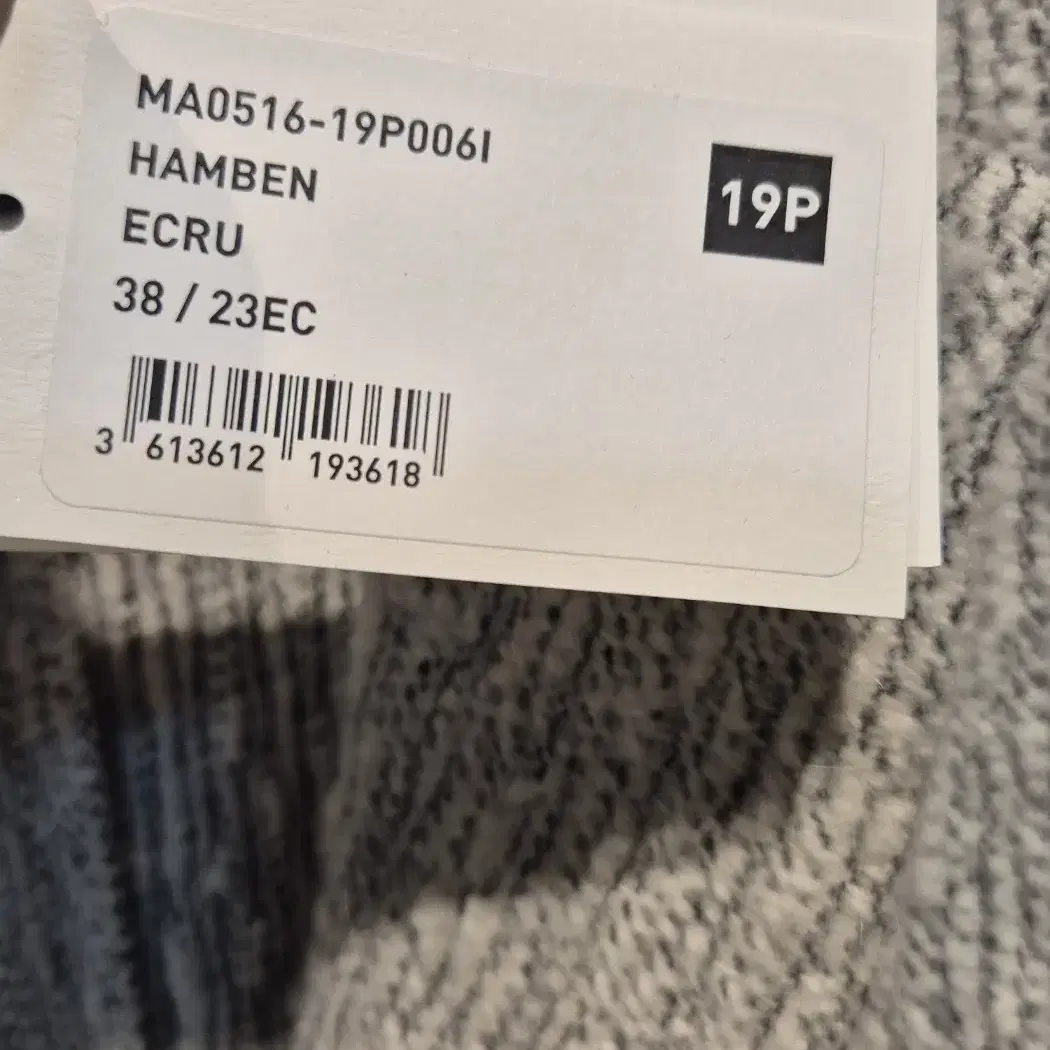 MA0516-19P006I
HAMBEN
19P
ECRU
38 / 23EC
3 613612 193618